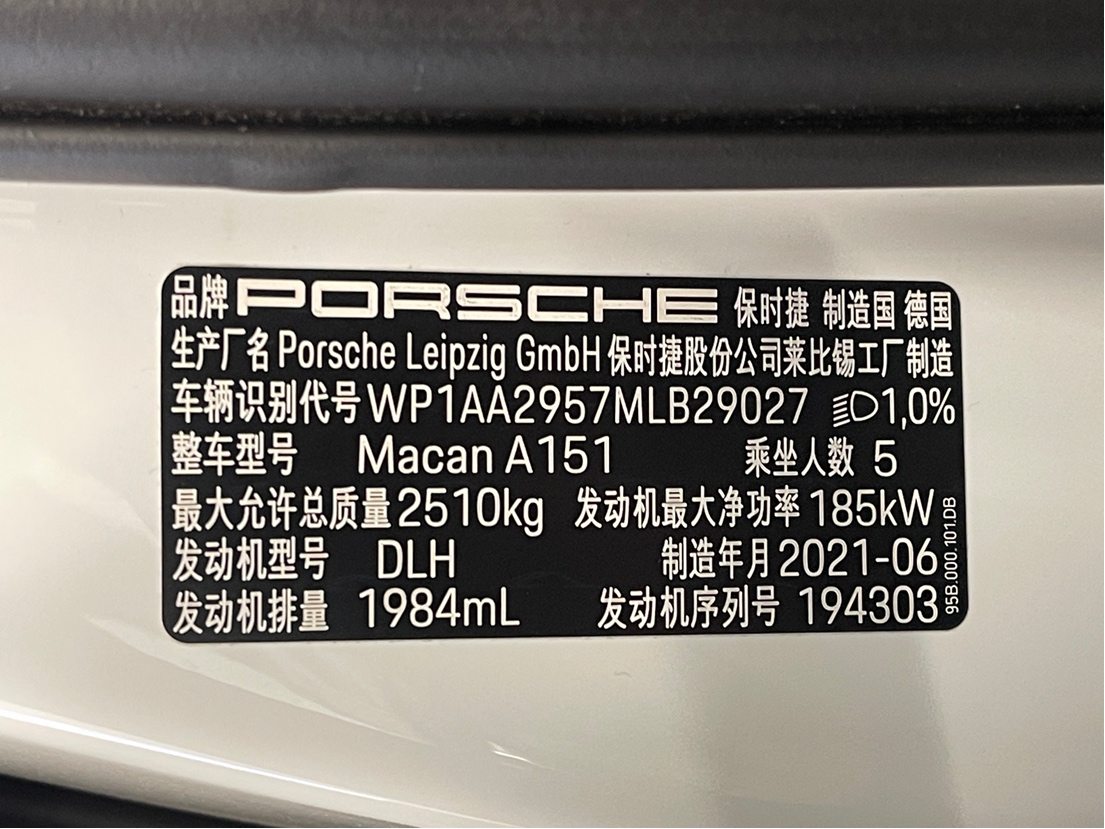 品牌 PORSCHE 保时捷 制造国 德国
生产厂名 Porsche Leipzig GmbH 保时捷股份公司莱比锡工厂制造
车辆识别代号 WP1AA2957MLB29027 1,0%
整车型号 Macan A151 乘坐人数 5
最大允许总质量 2510kg 发动机最大净功率 185kW
发动机型号 DLH 制造年月 2021-06
发动机排量 1984mL 发动机序列号 194303
95B.000.101.DB